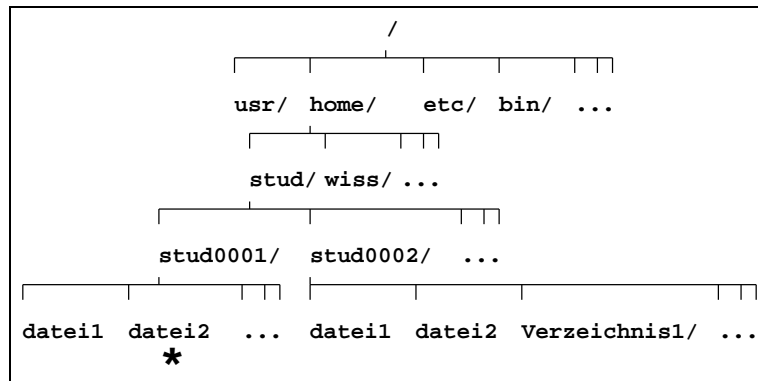 /
usr/ home/ etc/ bin/ ...
stud/ wiss/ ...
stud0001/ stud0002/ ...
datei1 datei2 ... datei1 datei2 Verzeichnis1/ ...
*